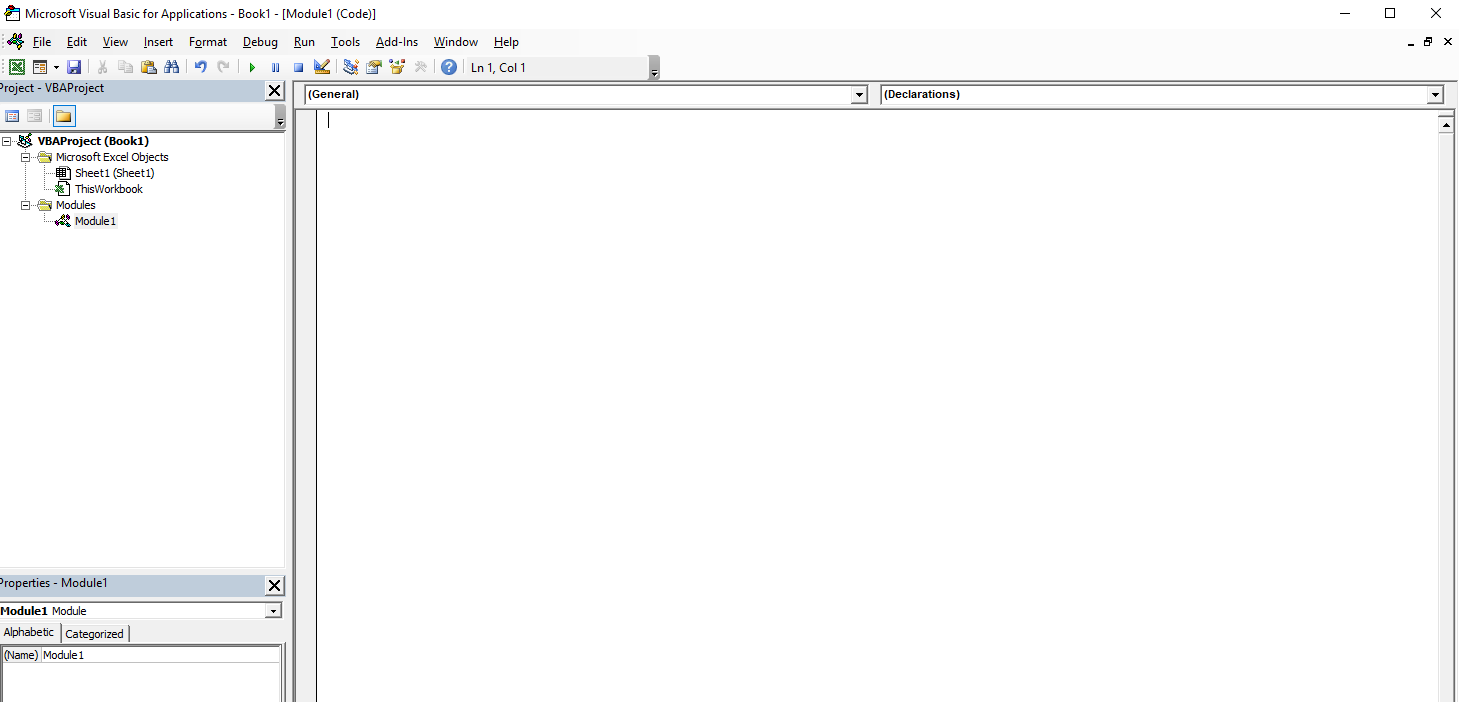 Microsoft Visual Basic for Applications - Book1 - [Module1 (Code)]
File Edit View Insert Format Debug Run Tools Add-Ins Window Help
Ln 1, Col 1
Project - VBAProject
(General) (Declarations)
VBAProject (Book1)
Microsoft Excel Objects
Sheet1 (Sheet1)
ThisWorkbook
Modules
Module1
Properties - Module1
Module1 Module
Alphabetic Categorized
(Name) Module1